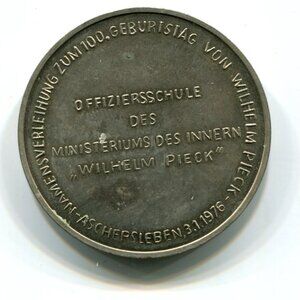 NAMENSVERLEIHUNG ZUM 100. GEBURTSTAG VON WILHELM PIECK - ASCHERSLEBEN, 3.1.1976 -
OFFIZIERSSCHULE
DES
MINISTERIUMS DES INNERN
„WILHELM PIECK“